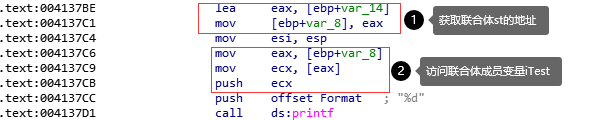 .text:004137BE lea eax, [ebp+var_14]
.text:004137C1 mov [ebp+var_8], eax
1 获取联合体st的地址
.text:004137C4 mov esi, esp
.text:004137C6 mov eax, [ebp+var_8]
.text:004137C9 mov ecx, [eax]
2 访问联合体成员变量iTest
.text:004137CB push ecx
.text:004137CC push offset Format ; "%d"
.text:004137D1 call ds:printf